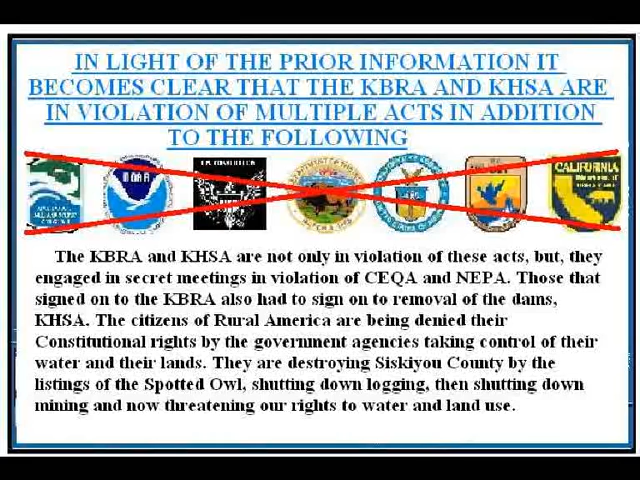 IN LIGHT OF THE PRIOR INFORMATION IT
BECOMES CLEAR THAT THE KBRA AND KHSA ARE
IN VIOLATION OF MULTIPLE ACTS IN ADDITION
TO THE FOLLOWING
NOAA
CALIFORNIA
The KBRA and KHSA are not only in violation of these acts, but, they
engaged in secret meetings in violation of CEQA and NEPA. Those that
signed on to the KBRA also had to sign on to removal of the dams,
KHSA. The citizens of Rural America are being denied their
Constitutional rights by the government agencies taking control of their
water and their lands. They are destroying Siskiyou County by the
listings of the Spotted Owl, shutting down logging, then shutting down
mining and now threatening our rights to water and land use.